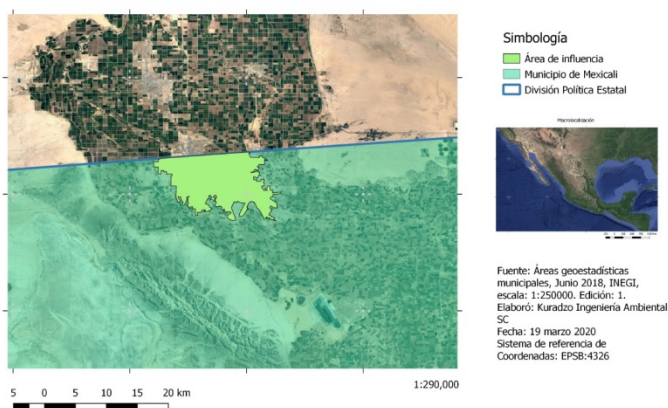 Simbología
Área de influencia
Municipio de Mexicali
División Política Estatal
Macrolocalización
Fuente: Áreas geoestadísticas
municipales, Junio 2018, INEGI,
escala: 1:250000. Edición: 1.
Elaboró: Kuradzo Ingeniería Ambiental
SC
Fecha: 19 marzo 2020
Sistema de referencia de
Coordenadas: EPSB:4326
1:290,000
5 0 5 10 15 20 km